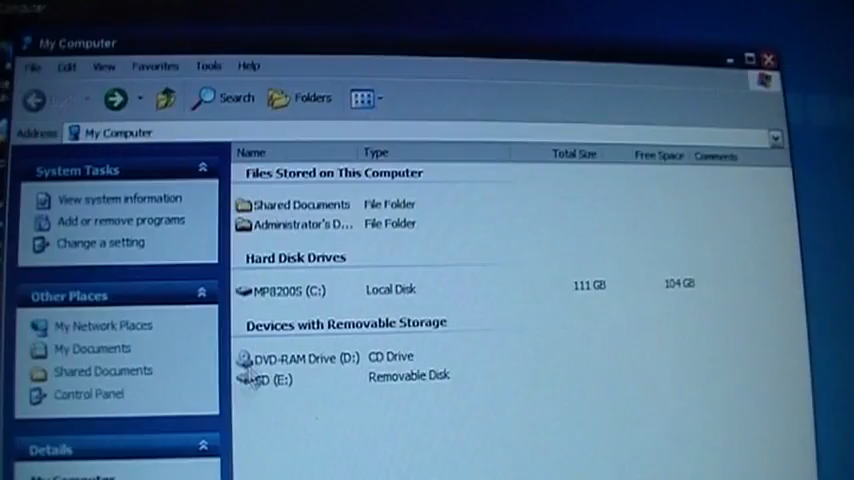 My Computer
File Edit View Favorites Tools Help
Search Folders
Address My Computer
Name Type Total Size Free Space Comments
System Tasks
View system information
Add or remove programs
Change a setting
Other Places
My Network Places
My Documents
Shared Documents
Control Panel
Details
My Computer
Files Stored on This Computer
Shared Documents File Folder
Administrator's D... File Folder
Hard Disk Drives
MP8200S (C:) Local Disk 111 GB 104 GB
Devices with Removable Storage
DVD-RAM Drive (D:) CD Drive
SD (E:) Removable Disk